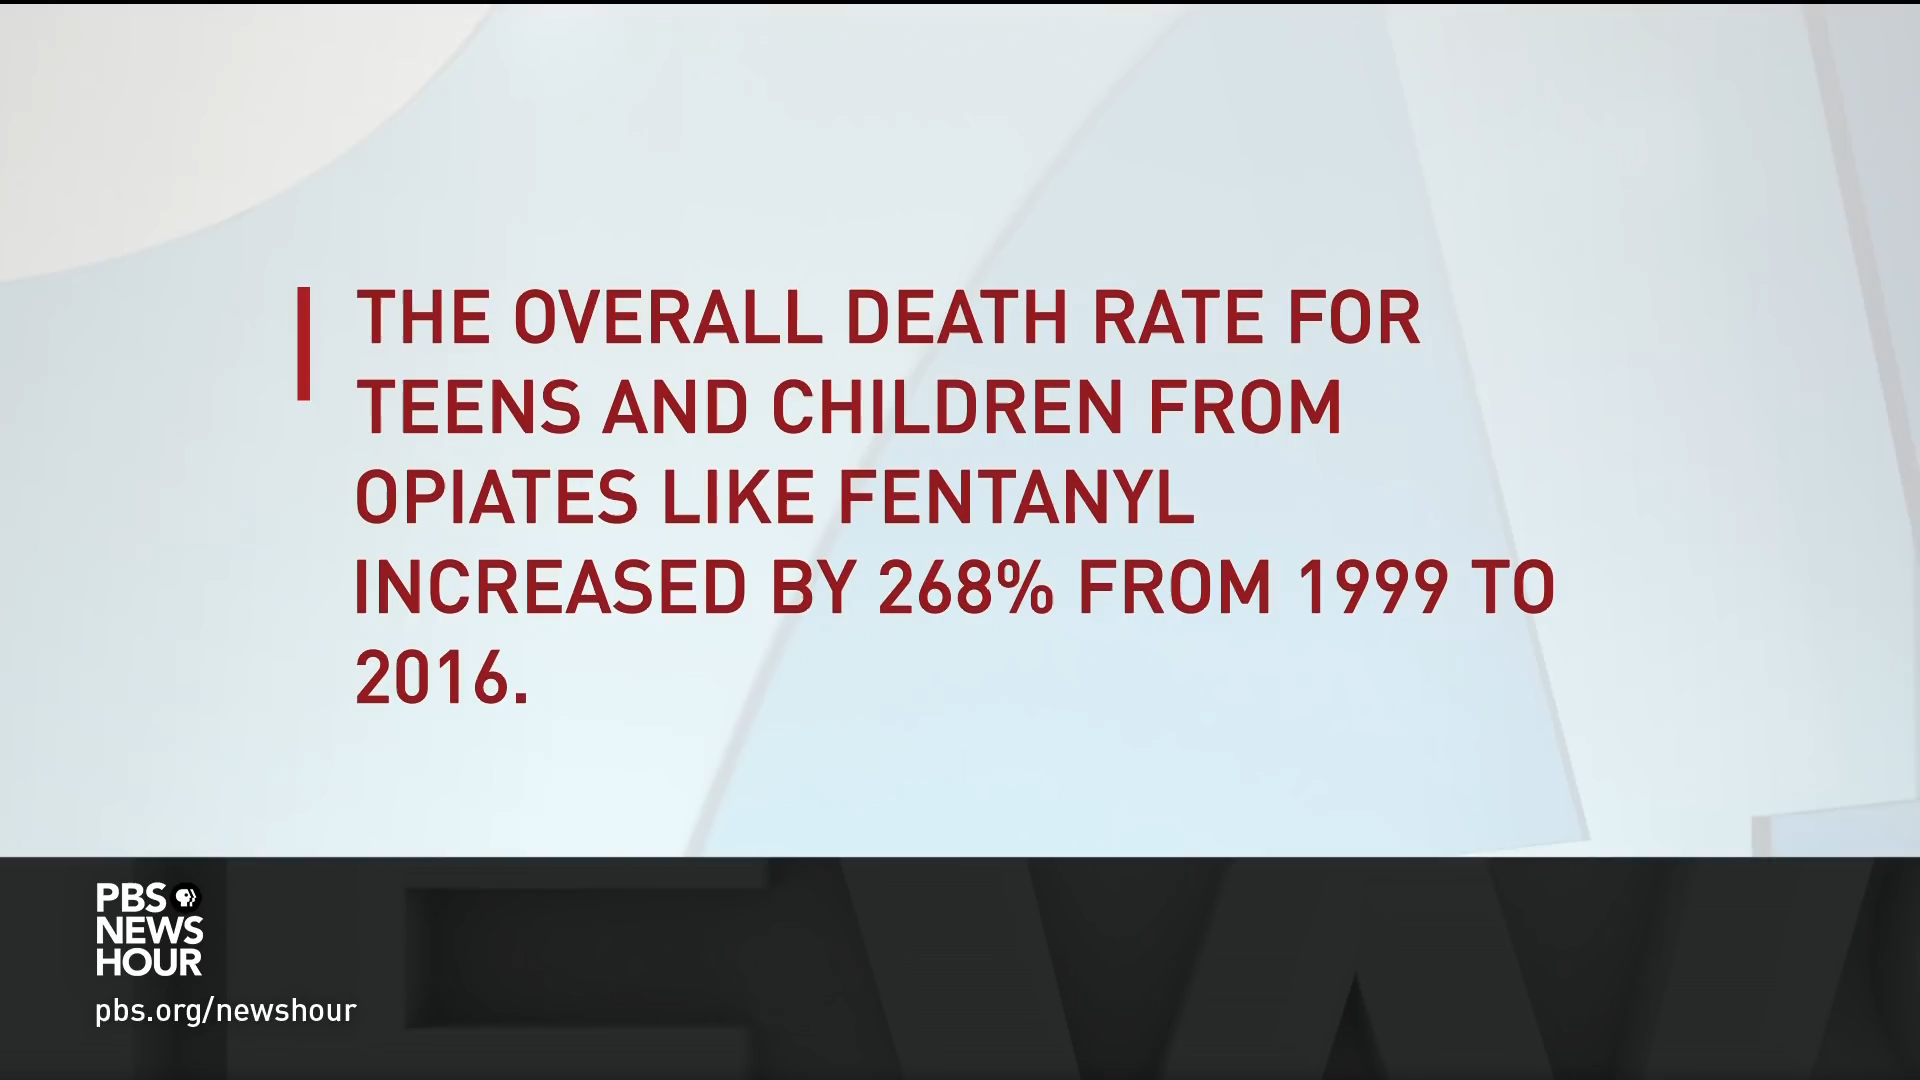 THE OVERALL DEATH RATE FOR
TEENS AND CHILDREN FROM
OPIATES LIKE FENTANYL
INCREASED BY 268% FROM 1999 TO
2016.
PBS
NEWS
HOUR
pbs.org/newshour